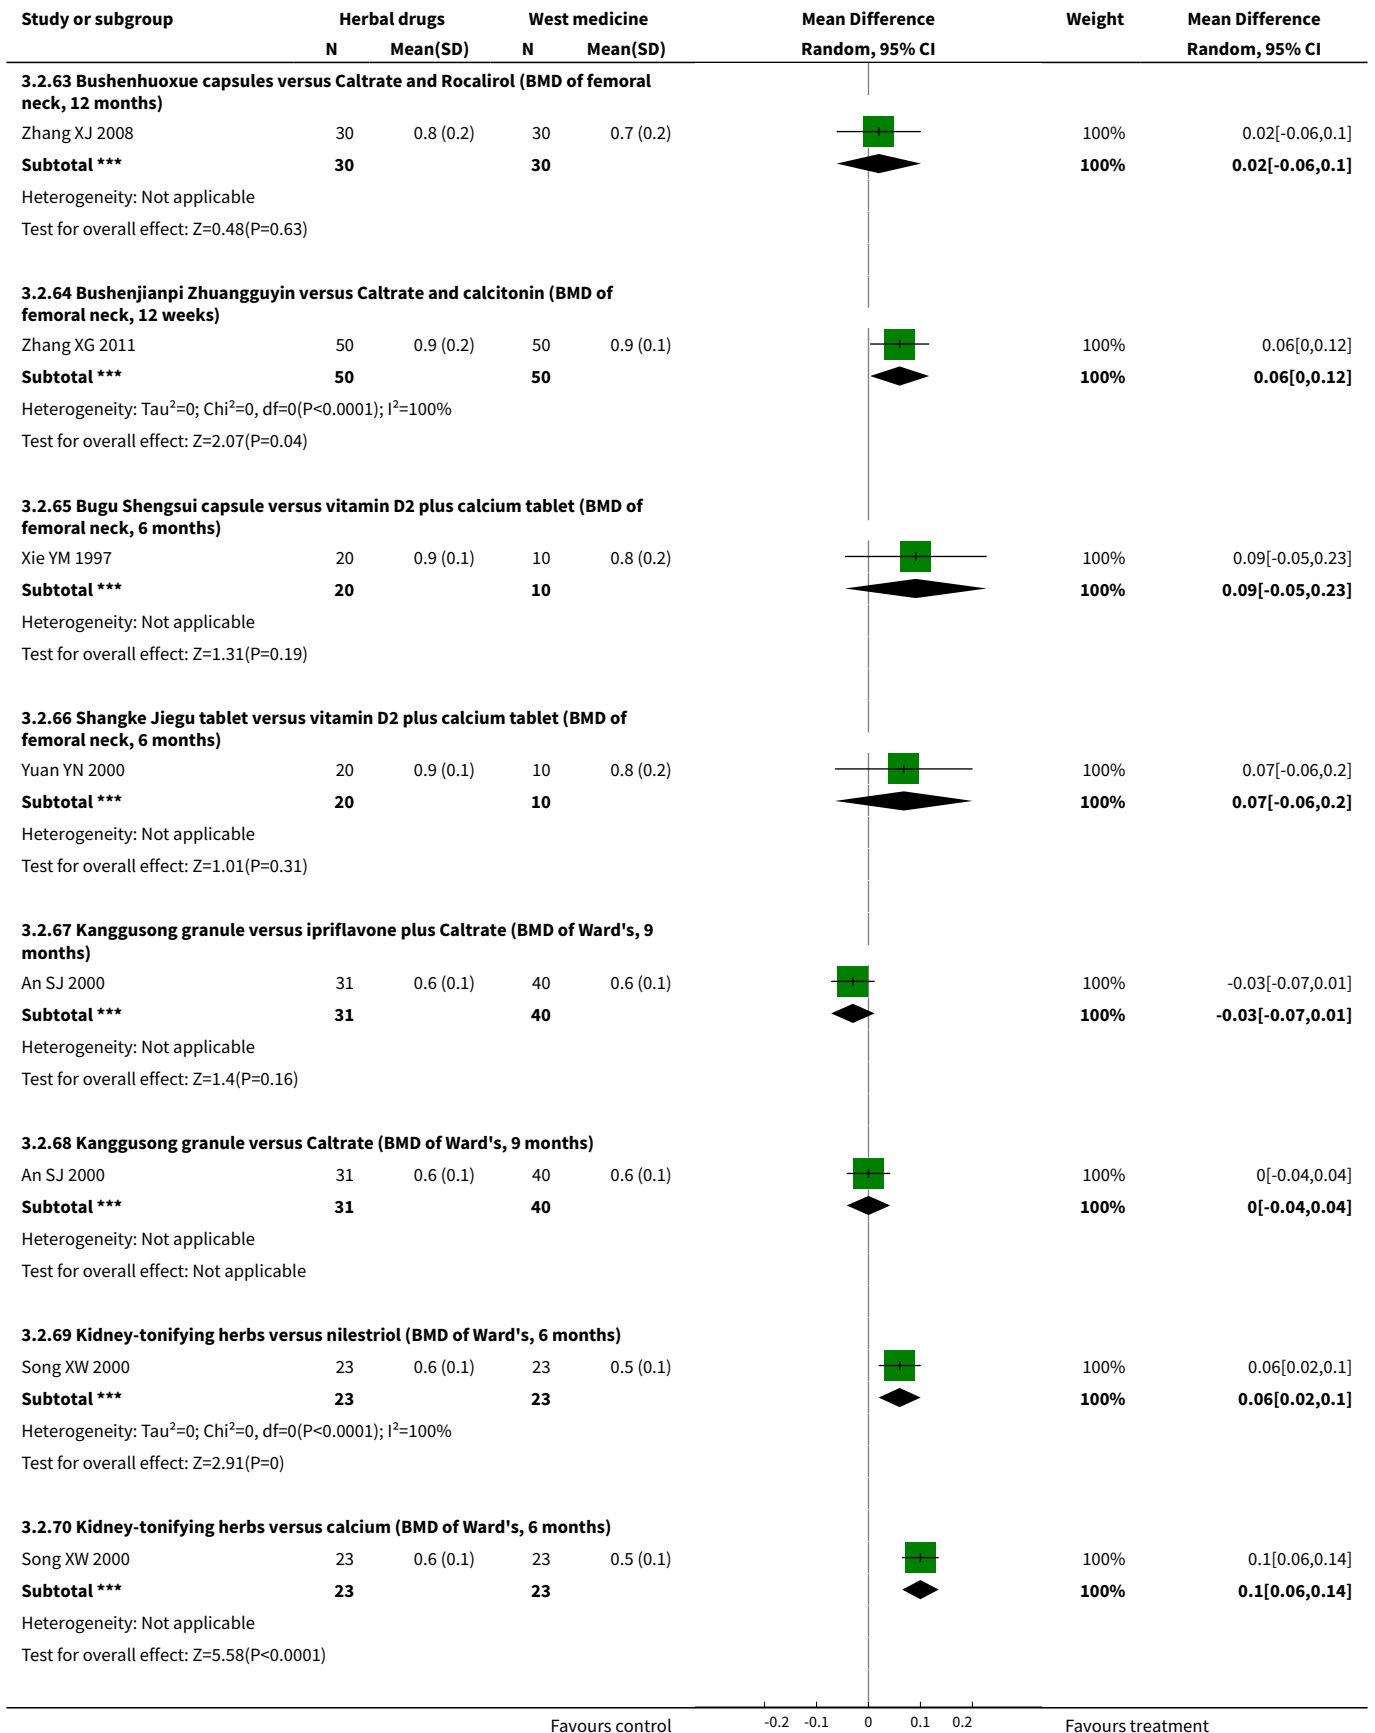 Study or subgroup Herbal drugs West medicine Mean Difference Weight Mean Difference
N Mean(SD) N Mean(SD) Random, 95% CI Random, 95% CI
3.2.63 Bushenhuoxue capsules versus Caltrate and Rocalirol (BMD of femoral
neck, 12 months)
Zhang XJ 2008 30 0.8 (0.2) 30 0.7 (0.2) 100% 0.02[-0.06,0.1]
Subtotal *** 30 30 100% 0.02[-0.06,0.1]
Heterogeneity: Not applicable
Test for overall effect: Z=0.48(P=0.63)
3.2.64 Bushenjianpi Zhuangguyin versus Caltrate and calcitonin (BMD of
femoral neck, 12 weeks)
Zhang XG 2011 50 0.9 (0.2) 50 0.9 (0.1) 100% 0.06[0,0.12]
Subtotal *** 50 50 100% 0.06[0,0.12]
Heterogeneity: Tau²=0; Chi²=0, df=0(P<0.0001); I²=100%
Test for overall effect: Z=2.07(P=0.04)
3.2.65 Bugu Shengsui capsule versus vitamin D2 plus calcium tablet (BMD of
femoral neck, 6 months)
Xie YM 1997 20 0.9 (0.1) 10 0.8 (0.2) 100% 0.09[-0.05,0.23]
Subtotal *** 20 10 100% 0.09[-0.05,0.23]
Heterogeneity: Not applicable
Test for overall effect: Z=1.31(P=0.19)
3.2.66 Shangke Jiegu tablet versus vitamin D2 plus calcium tablet (BMD of
femoral neck, 6 months)
Yuan YN 2000 20 0.9 (0.1) 10 0.8 (0.2) 100% 0.07[-0.06,0.2]
Subtotal *** 20 10 100% 0.07[-0.06,0.2]
Heterogeneity: Not applicable
Test for overall effect: Z=1.01(P=0.31)
3.2.67 Kanggusong granule versus ipriflavone plus Caltrate (BMD of Ward's, 9
months)
An SJ 2000 31 0.6 (0.1) 40 0.6 (0.1) 100% -0.03[-0.07,0.01]
Subtotal *** 31 40 100% -0.03[-0.07,0.01]
Heterogeneity: Not applicable
Test for overall effect: Z=1.4(P=0.16)
3.2.68 Kanggusong granule versus Caltrate (BMD of Ward's, 9 months)
An SJ 2000 31 0.6 (0.1) 40 0.6 (0.1) 100% 0[-0.04,0.04]
Subtotal *** 31 40 100% 0[-0.04,0.04]
Heterogeneity: Not applicable
Test for overall effect: Not applicable
3.2.69 Kidney-tonifying herbs versus nilestriol (BMD of Ward's, 6 months)
Song XW 2000 23 0.6 (0.1) 23 0.5 (0.1) 100% 0.06[0.02,0.1]
Subtotal *** 23 23 100% 0.06[0.02,0.1]
Heterogeneity: Tau²=0; Chi²=0, df=0(P<0.0001); I²=100%
Test for overall effect: Z=2.91(P=0)
3.2.70 Kidney-tonifying herbs versus calcium (BMD of Ward's, 6 months)
Song XW 2000 23 0.6 (0.1) 23 0.5 (0.1) 100% 0.1[0.06,0.14]
Subtotal *** 23 23 100% 0.1[0.06,0.14]
Heterogeneity: Not applicable
Test for overall effect: Z=5.58(P<0.0001)
Favours control -0.2 -0.1 0 0.1 0.2 Favours treatment